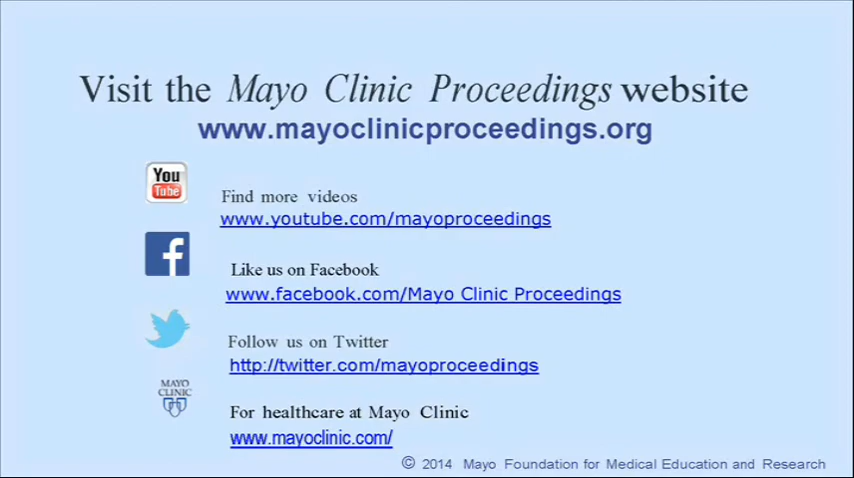 Visit the Mayo Clinic Proceedings website
www.mayoclinicproceedings.org
You
Tube
Find more videos
www.youtube.com/mayoproceedings
f
Like us on Facebook
www.facebook.com/Mayo Clinic Proceedings
Follow us on Twitter
http://twitter.com/mayoproceedings
MAYO
CLINIC
For healthcare at Mayo Clinic
www.mayoclinic.com/
© 2014 Mayo Foundation for Medical Education and Research